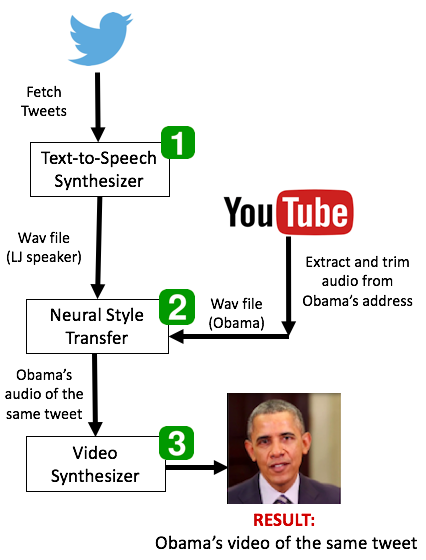 Fetch
Tweets
1
Text-to-Speech
Synthesizer
YouTube
Wav file
(LJ speaker)
Extract and trim
audio from
Obama's address
2
Neural Style
Transfer
Wav file
(Obama)
Obama's
audio of the
same tweet
3
Video
Synthesizer
RESULT:
Obama's video of the same tweet